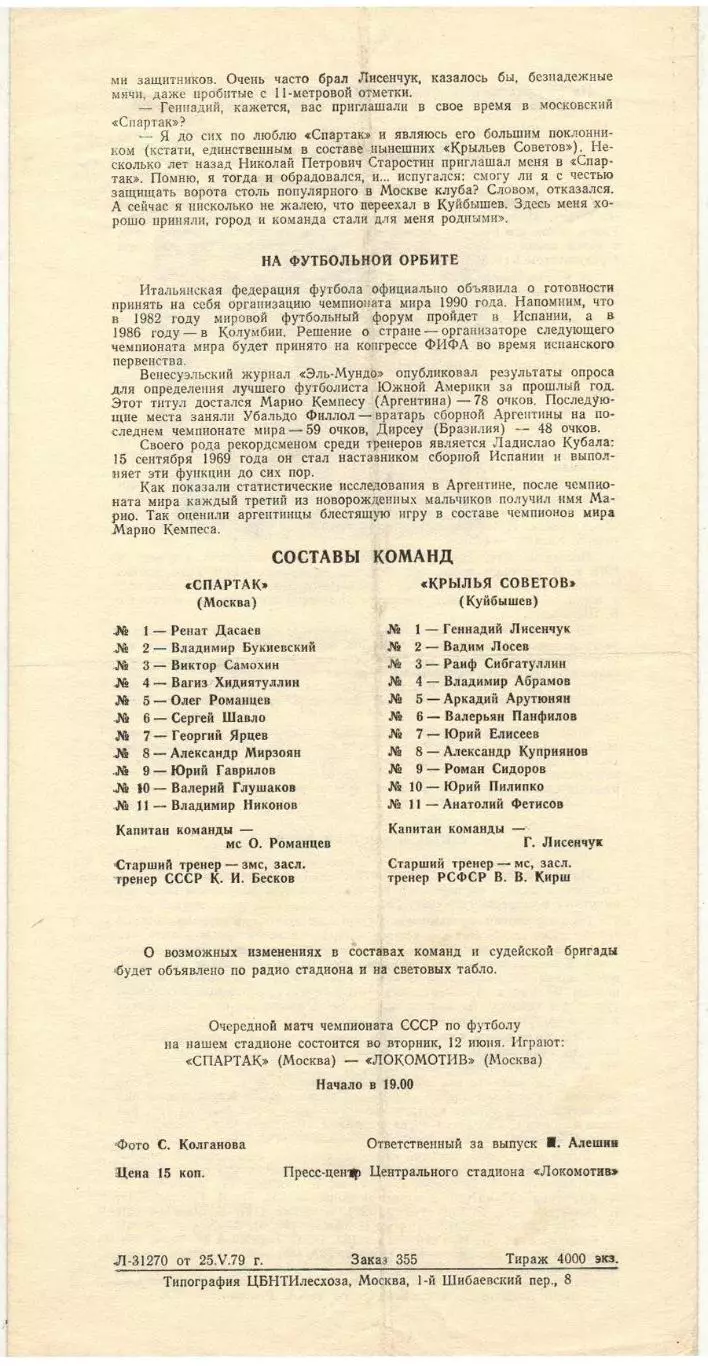 ми защитников. Очень часто брал Лисенчук, казалось бы, безнадежные
мячи, даже пробитые с 11-метровой отметки.
— Геннадий, кажется, вас приглашали в свое время в московский
«Спартак»?
— Я до сих по люблю «Спартак» и являюсь его большим поклонни-
ком (кстати, единственным в составе нынешних «Крыльев Советов»). Не-
сколько лет назад Николай Петрович Старостин приглашал меня в «Спар-
так». Помню, я тогда и обрадовался, и... испугался: смогу ли я с честью
защищать ворота столь популярного в Москве клуба? Словом, отказался.
А сейчас я нисколько не жалею, что переехал в Куйбышев. Здесь меня хо-
рошо приняли, город и команда стали для меня родными».
НА ФУТБОЛЬНОЙ ОРБИТЕ
Итальянская федерация футбола официально объявила о готовности
принять на себя организацию чемпионата мира 1990 года. Напомним, что
в 1982 году мировой футбольный форум пройдет в Испании, а в
1986 году — в Колумбии. Решение о стране — организаторе следующего
чемпионата мира будет принято на конгрессе ФИФА во время испанского
первенства.
Венесуэльский журнал «Эль-Мундо» опубликовал результаты опроса
для определения лучшего футболиста Южной Америки за прошлый год.
Этот титул достался Марио Кемпесу (Аргентина) — 78 очков. Последую-
щие места заняли Убальдо Филлол — вратарь сборной Аргентины на по-
следнем чемпионате мира — 59 очков, Дирсеу (Бразилия) — 48 очков.
Своего рода рекордсменом среди тренеров является Ладислао Кубала:
15 сентября 1969 года он стал наставником сборной Испании и выпол-
няет эти функции до сих пор.
Как показали статистические исследования в Аргентине, после чемпио-
ната мира каждый третий из новорожденных мальчиков получил имя Ма-
рио. Так оценили аргентинцы блестящую игру в составе чемпионов мира
Марио Кемпеса.
СОСТАВЫ КОМАНД
«СПАРТАК»
(Москва)
№ 1 — Ренат Дасаев
№ 2 — Владимир Букиевский
№ 3 — Виктор Самохин
№ 4 — Вагиз Хидиятуллин
№ 5 — Олег Романцев
№ 6 — Сергей Шавло
№ 7 — Георгий Ярцев
№ 8 — Александр Мирзоян
№ 9 — Юрий Гаврилов
№ 10 — Валерий Глушаков
№ 11 — Владимир Никонов
Капитан команды —
мс О. Романцев
Старший тренер — змс, засл.
тренер СССР К. И. Бесков
«КРЫЛЬЯ СОВЕТОВ»
(Куйбышев)
№ 1 — Геннадий Лисенчук
№ 2 — Вадим Лосев
№ 3 — Раиф Сибгатуллин
№ 4 — Владимир Абрамов
№ 5 — Аркадий Арутюнян
№ 6 — Валерьян Панфилов
№ 7 — Юрий Елисеев
№ 8 — Александр Куприянов
№ 9 — Роман Сидоров
№ 10 — Юрий Пилипко
№ 11 — Анатолий Фетисов
Капитан команды —
Г. Лисенчук
Старший тренер — мс, засл.
тренер РСФСР В. В. Кирш
О возможных изменениях в составах команд и судейской бригады
будет объявлено по радио стадиона и на световых табло.
Очередной матч чемпионата СССР по футболу
на нашем стадионе состоится во вторник, 12 июня. Играют:
«СПАРТАК» (Москва) — «ЛОКОМОТИВ» (Москва)
Начало в 19.00
Фото С. Колганова Ответственный за выпуск Алешин
Цена 15 коп. Пресс-центр Центрального стадиона «Локомотив»
Л-31270 от 25.V.79 г. Заказ 355 Тираж 4000 экз.
Типография ЦБНТИлесхоза, Москва, 1-й Шибаевский пер., 8